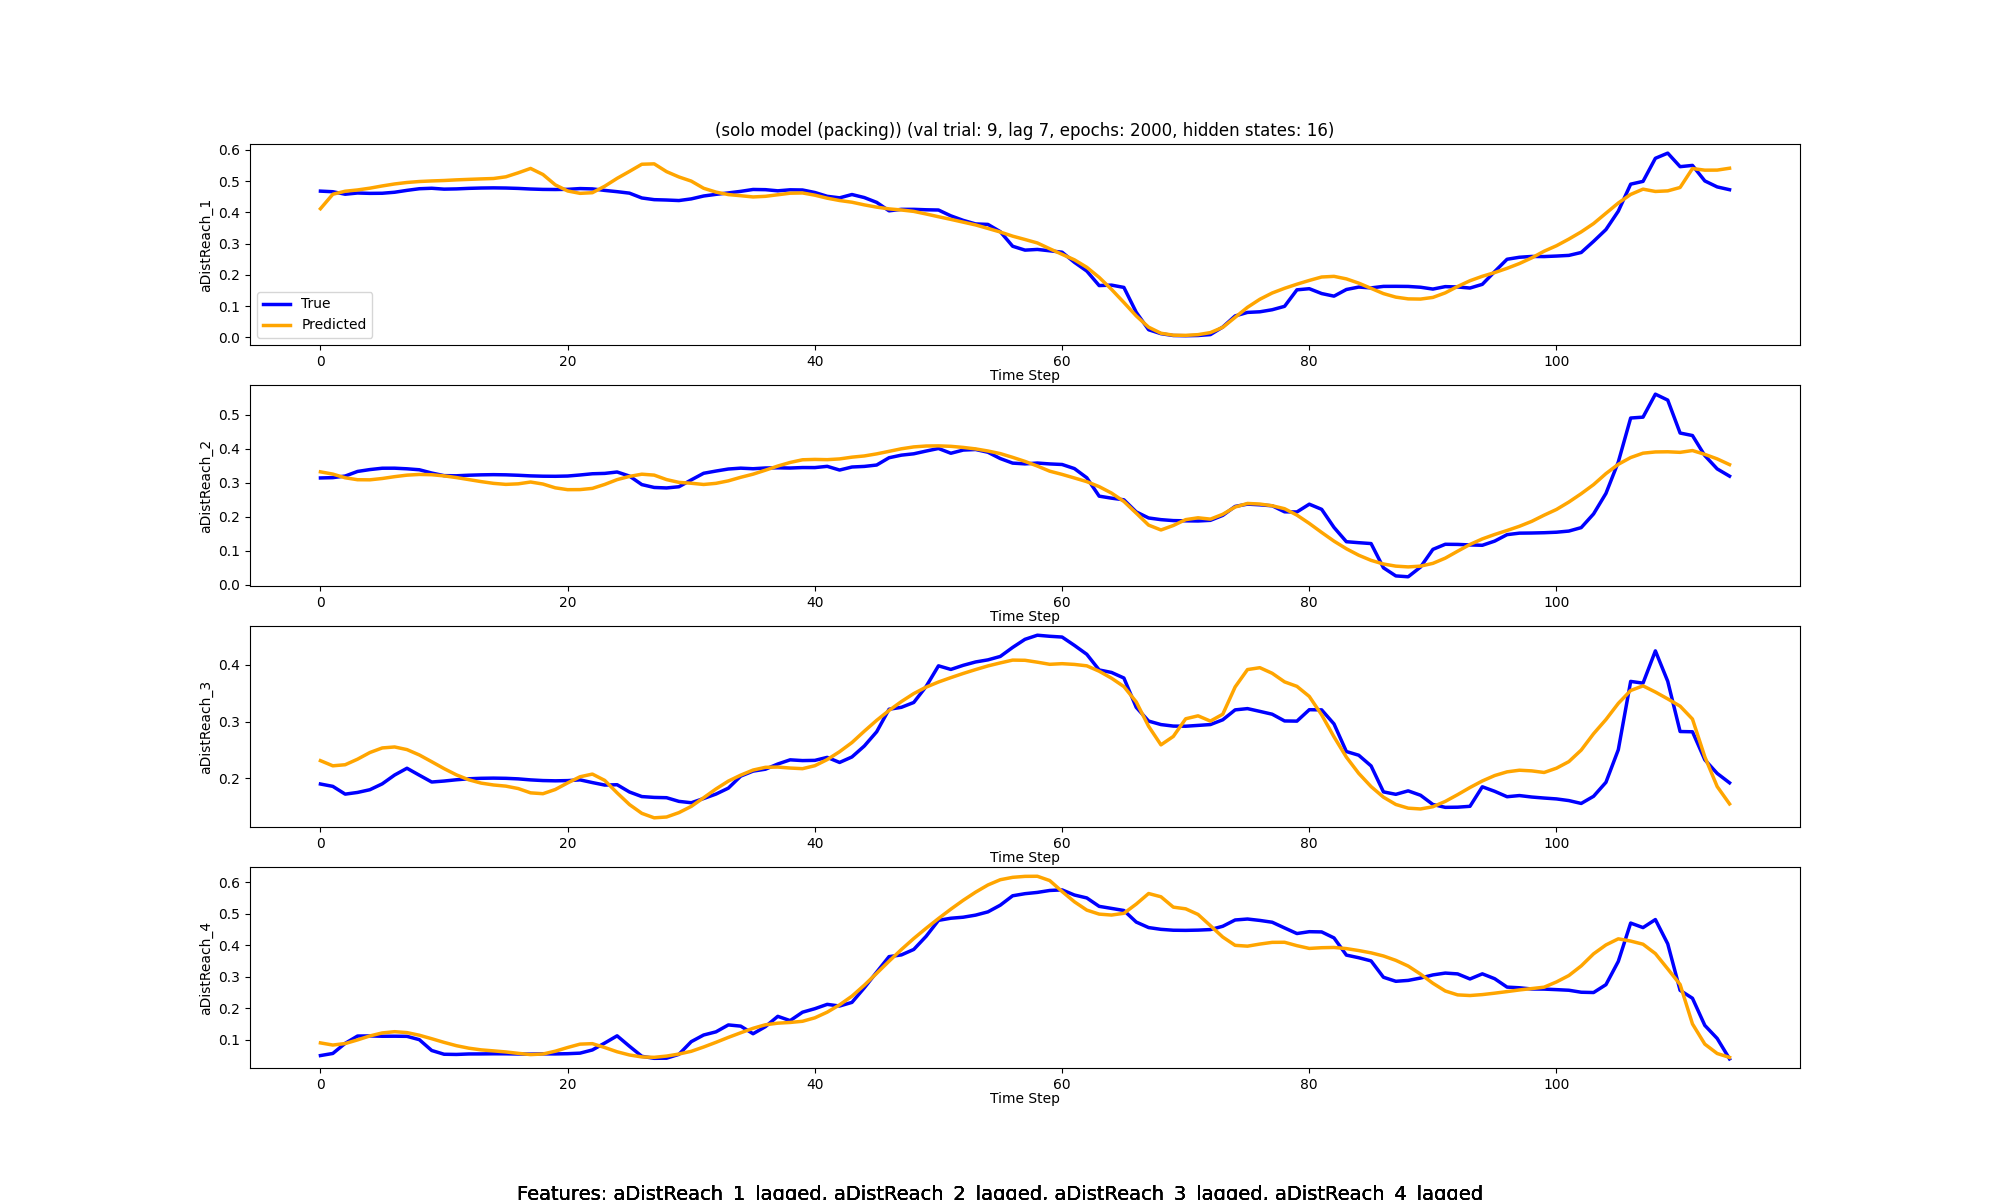 (solo model (packing)) (val trial: 9, lag 7, epochs: 2000, hidden states: 16)
aDistReach_1
0.6
0.5
0.4
0.3
0.2
0.1
0.0
True
Predicted
0 20 40 60 80 100
Time Step
aDistReach_2
0.5
0.4
0.3
0.2
0.1
0.0
0 20 40 60 80 100
Time Step
aDistReach_3
0.4
0.3
0.2
0 20 40 60 80 100
Time Step
aDistReach_4
0.6
0.5
0.4
0.3
0.2
0.1
0 20 40 60 80 100
Time Step
Features: aDistReach_1_lagged, aDistReach_2_lagged, aDistReach_3_lagged, aDistReach_4_lagged